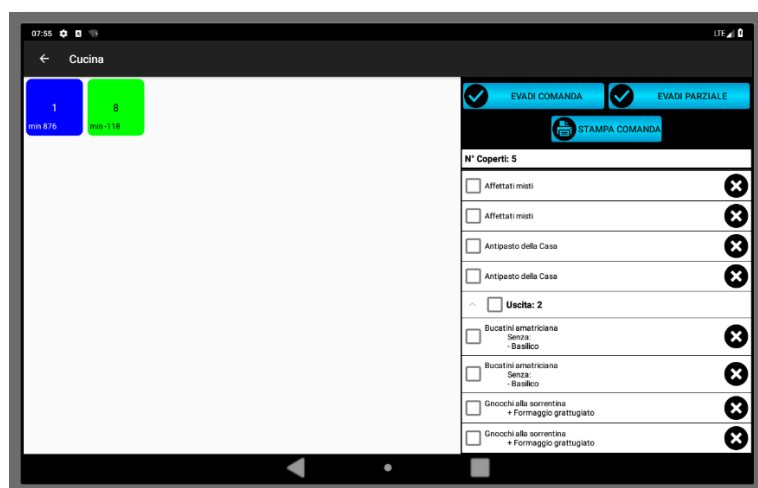 07:55
LTE
Cucina
1
min 876
8
min -118
EVADI COMANDA
EVADI PARZIALE
STAMPA COMANDA
N° Coperti: 5
Affettati misti
Affettati misti
Antipasto della Casa
Antipasto della Casa
Uscita: 2
Bucatini amatriciana
Senza:
- Basilico
Bucatini amatriciana
Senza:
- Basilico
Gnocchi alla sorrentina
+ Formaggio grattugiato
Gnocchi alla sorrentina
+ Formaggio grattugiato